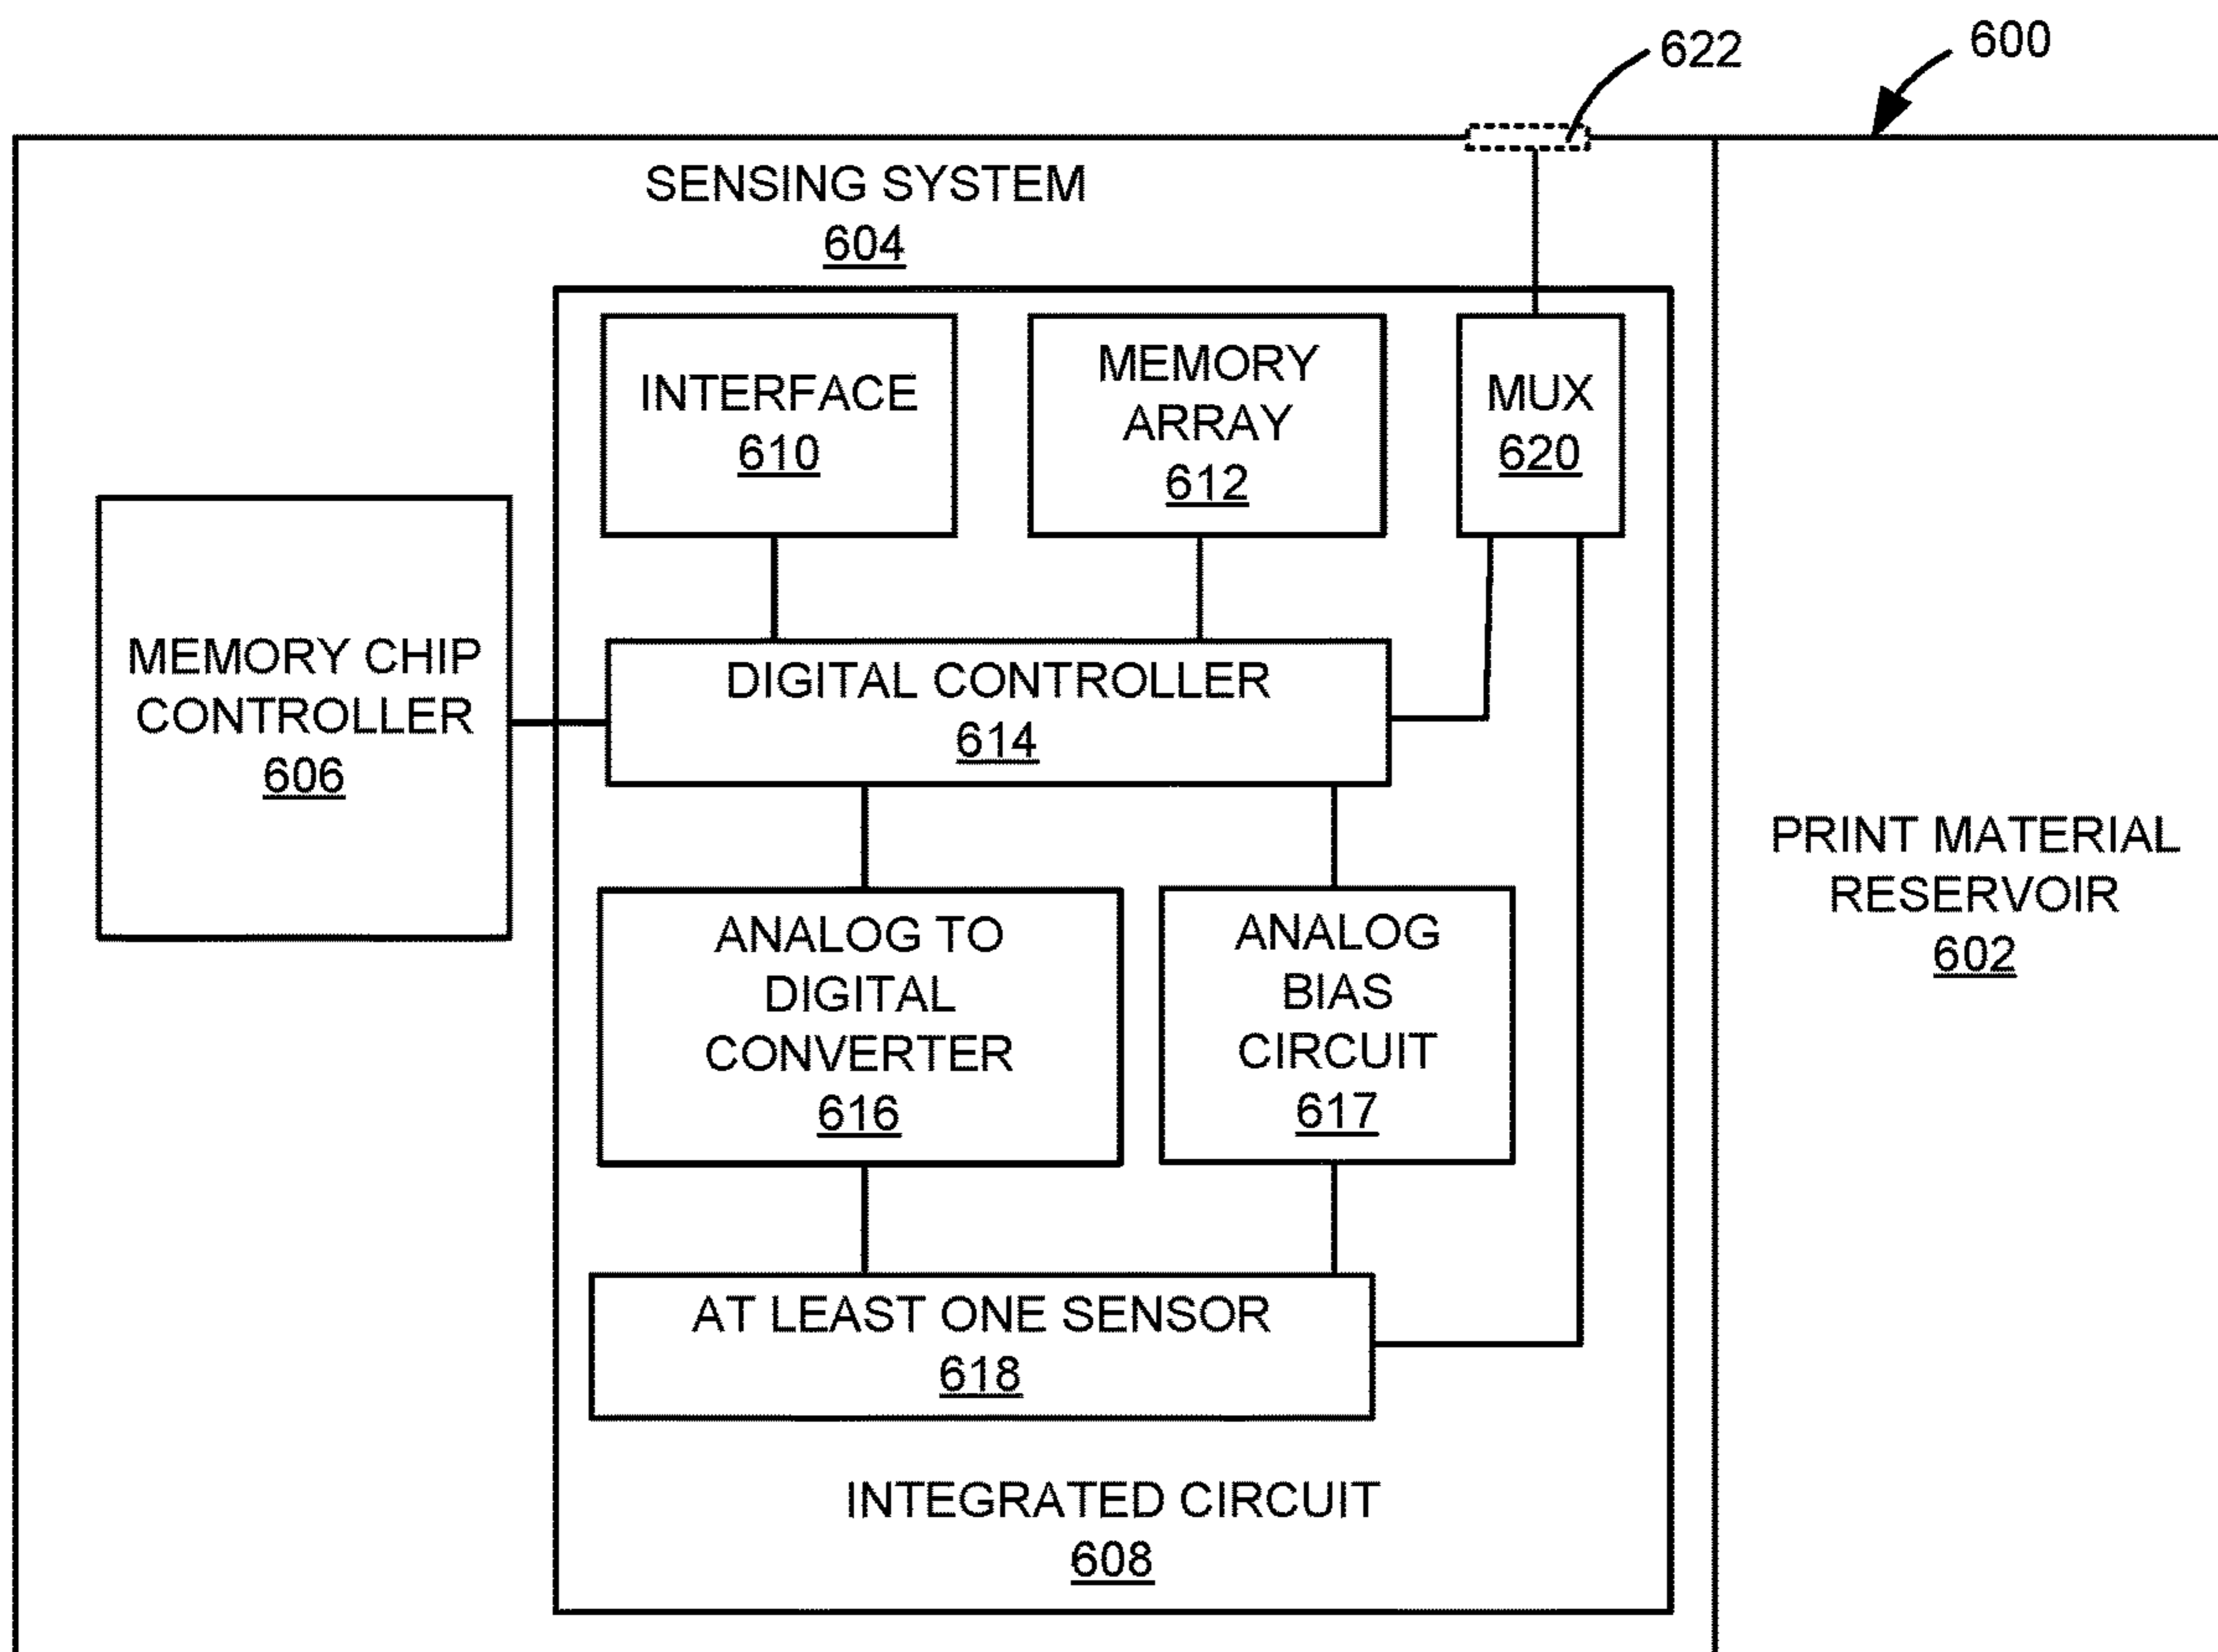 622
600
SENSING SYSTEM
604
INTERFACE
610
MEMORY
ARRAY
612
MUX
620
MEMORY CHIP
CONTROLLER
606
DIGITAL CONTROLLER
614
ANALOG TO
DIGITAL
CONVERTER
616
ANALOG
BIAS
CIRCUIT
617
AT LEAST ONE SENSOR
618
INTEGRATED CIRCUIT
608
PRINT MATERIAL
RESERVOIR
602